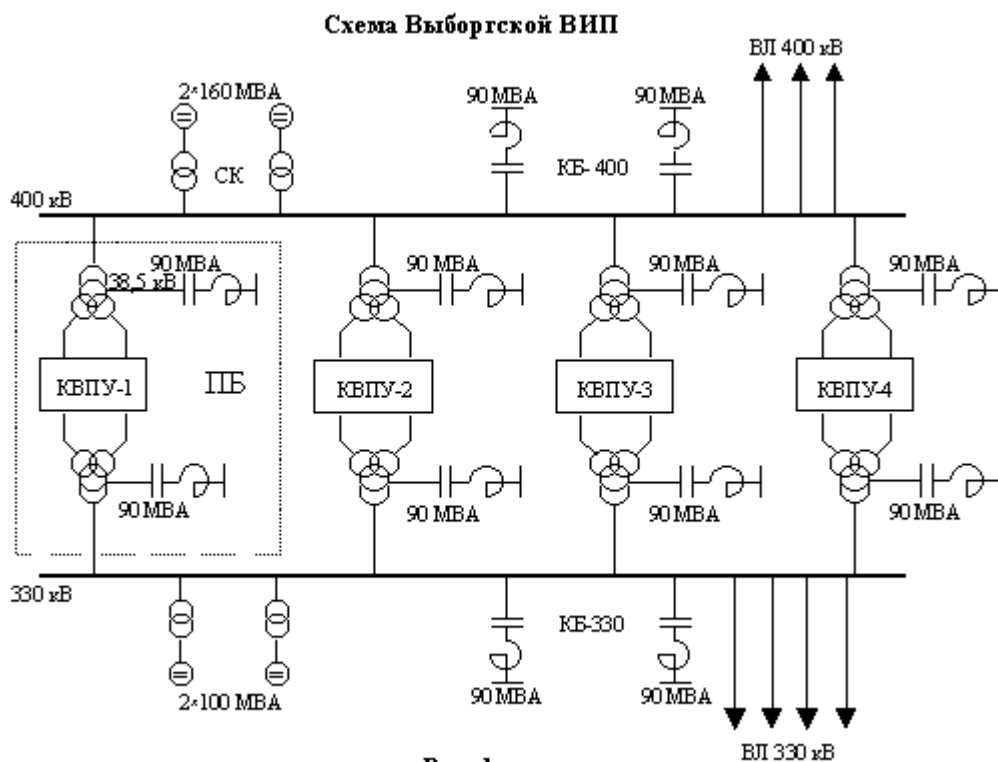 Схема Выборгской ВИП
ВЛ 400 кВ
2×160 МВА
90 МВА
90 МВА
СК
КБ- 400
400 кВ
90 МВА
90 МВА
90 МВА
90 МВА
38,5 кВ
КВПУ-1
ПБ
КВПУ-2
КВПУ-3
КВПУ-4
90 МВА
90 МВА
90 МВА
90 МВА
330 кВ
КБ-330
2×100 МВА
90 МВА
90 МВА
ВЛ 330 кВ